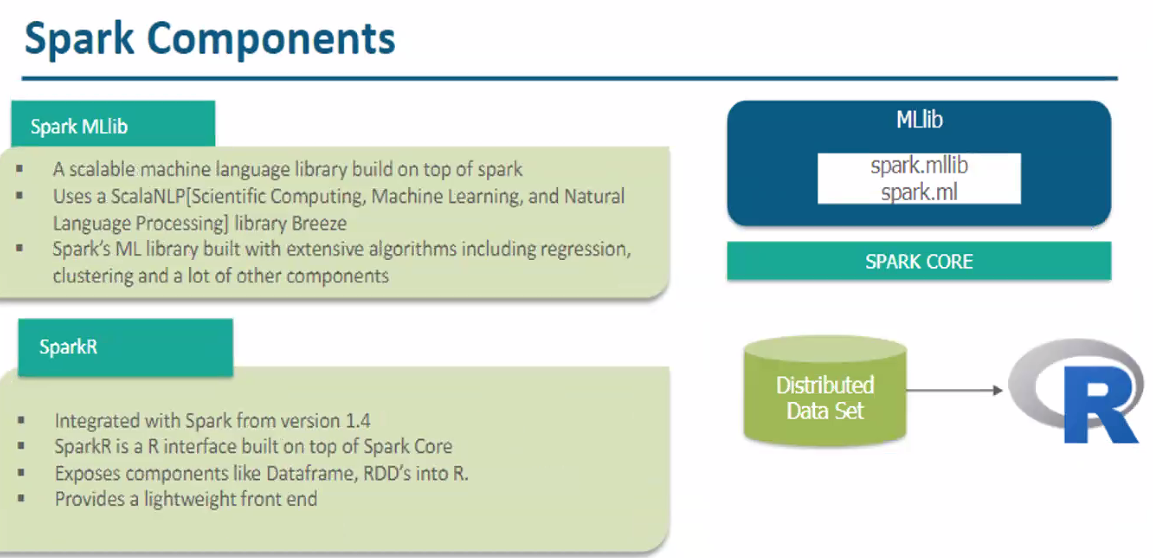 Spark Components
Spark MLlib
A scalable machine language library build on top of spark
Uses a ScalaNLP[Scientific Computing, Machine Learning, and Natural
Language Processing] library Breeze
Spark's ML library built with extensive algorithms including regression,
clustering and a lot of other components
MLlib
spark.mllib
spark.ml
SPARK CORE
SparkR
Integrated with Spark from version 1.4
SparkR is a R interface built on top of Spark Core
Exposes components like Dataframe, RDD's into R.
Provides a lightweight front end
Distributed
Data Set
R